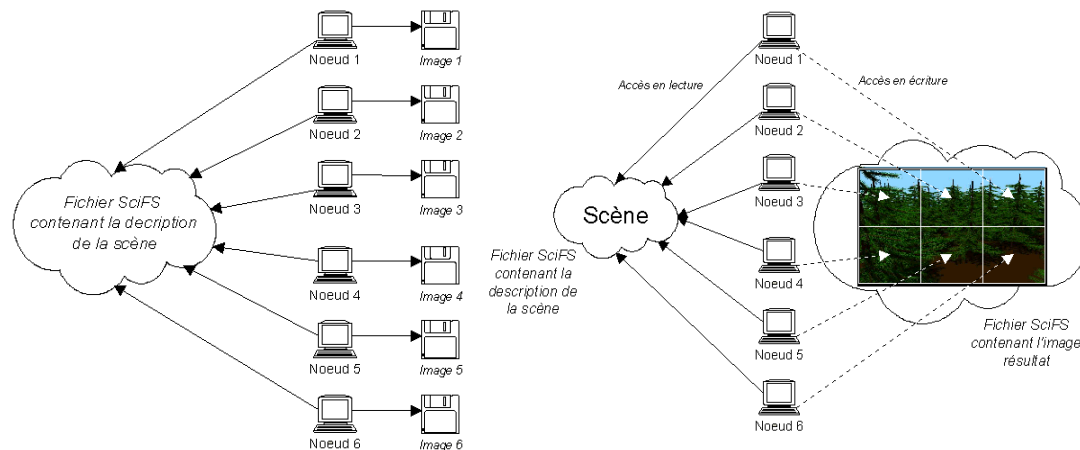 Noeud 1
Image 1
Noeud 2
Image 2
Noeud 3
Image 3
Noeud 4
Image 4
Noeud 5
Image 5
Noeud 6
Image 6
Fichier SciFS
contenant la decription
de la scène
Noeud 1
Accès en lecture
Accès en écriture
Noeud 2
Noeud 3
Noeud 4
Noeud 5
Noeud 6
Scène
Fichier SciFS
contenant la
description de
la scène
Fichier SciFS
contenant l'image
résultat